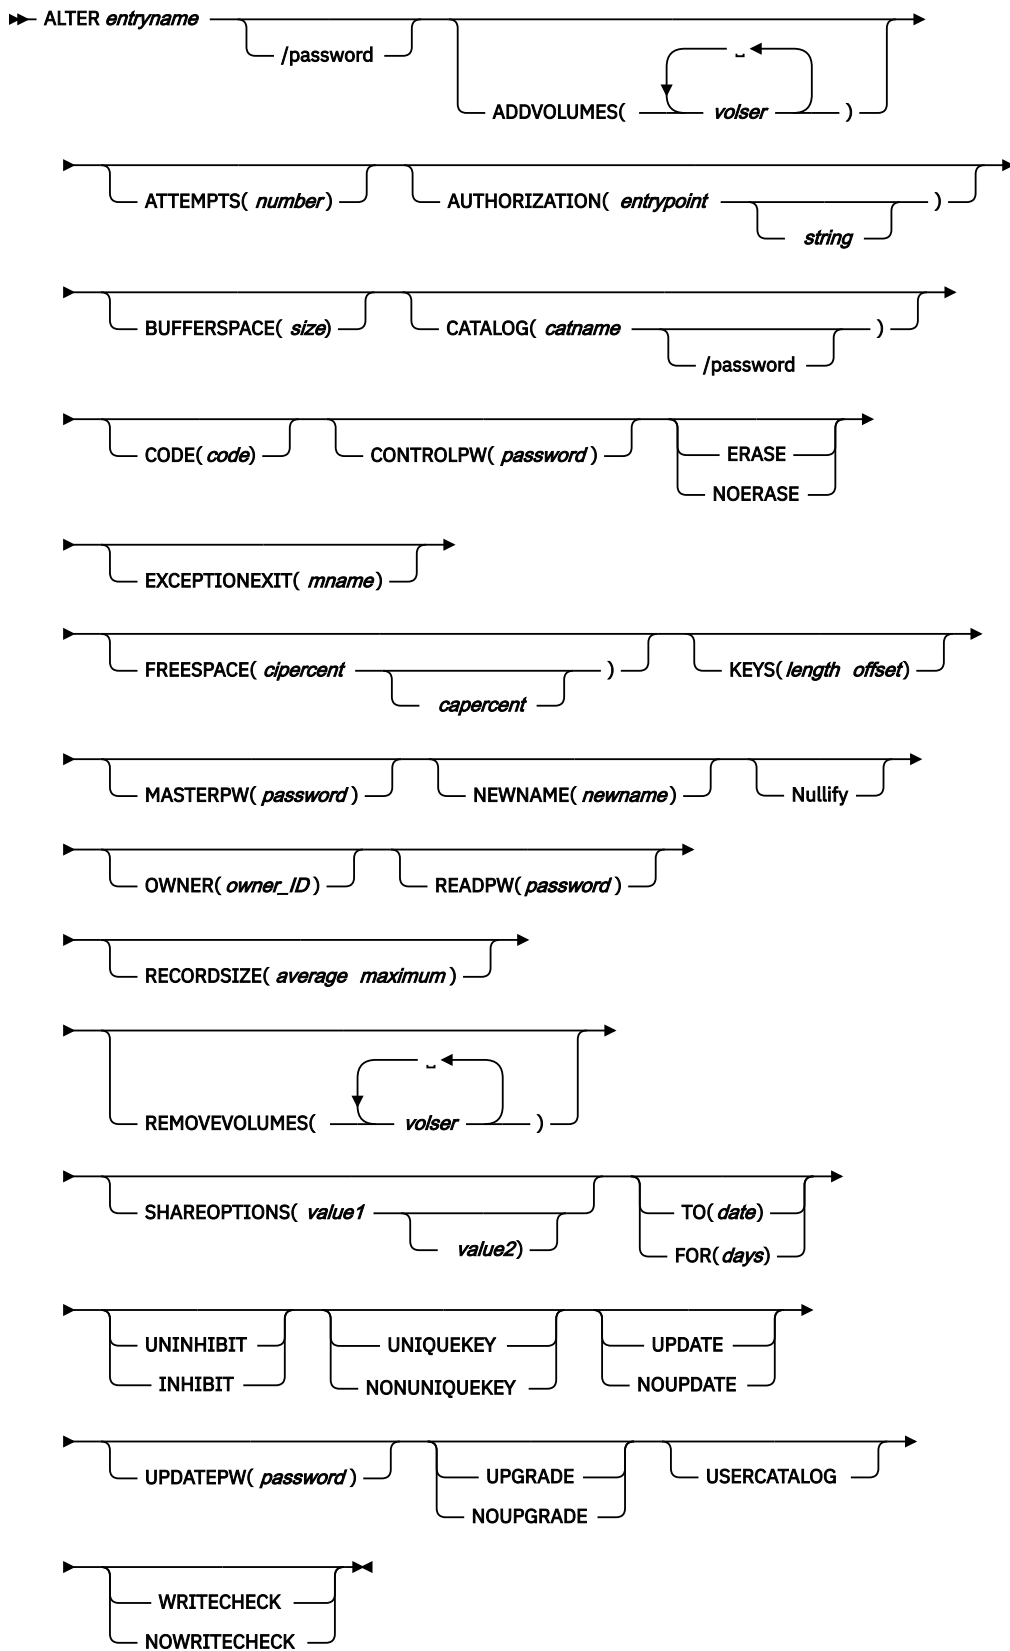 ALTER entryname
/password
␣
ADDVOLUMES( volser )
ATTEMPTS( number ) AUTHORIZATION( entrypoint )
string
BUFFERSPACE( size) CATALOG( catname )
/password
CODE( code) CONTROLPW( password ) ERASE
NOERASE
EXCEPTIONEXIT( mname )
FREESPACE( cipercent ) KEYS( length offset )
capercent
MASTERPW( password ) NEWNAME( newname ) Nullify
OWNER( owner_ID ) READPW( password )
RECORDSIZE( average maximum )
␣
REMOVEVOLUMES( volser )
SHAREOPTIONS( value1 TO( date)
value2) FOR( days)
UNINHIBIT UNIQUEKEY UPDATE
INHIBIT NONUNIQUEKEY NOUPDATE
UPDATEPW( password ) UPGRADE USERCATALOG
NOUPGRADE
WRITECHECK
NOWRITECHECK